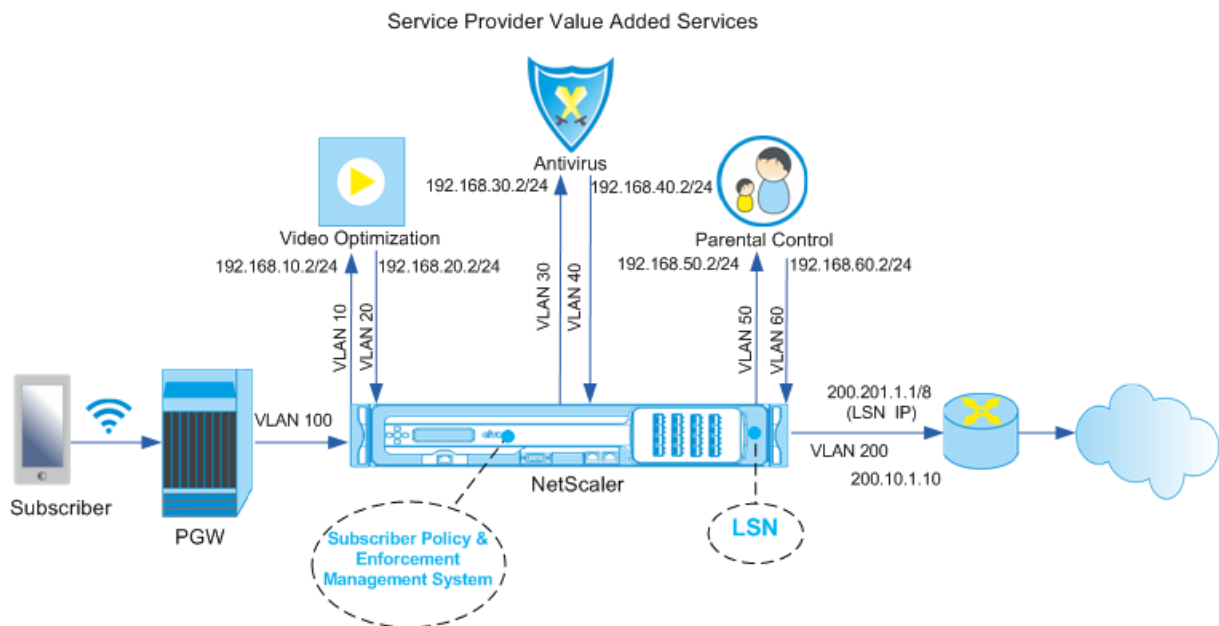 Service Provider Value Added Services
Antivirus
192.168.30.2/24
192.168.40.2/24
Video Optimization
Parental Control
192.168.10.2/24
192.168.20.2/24
192.168.50.2/24
192.168.60.2/24
VLAN 10
VLAN 20
VLAN 30
VLAN 40
VLAN 50
VLAN 60
VLAN 100
200.201.1.1/8
(LSN IP)
VLAN 200
200.10.1.10
Subscriber
PGW
NetScaler
Subscriber Policy &
Enforcement
Management System
LSN